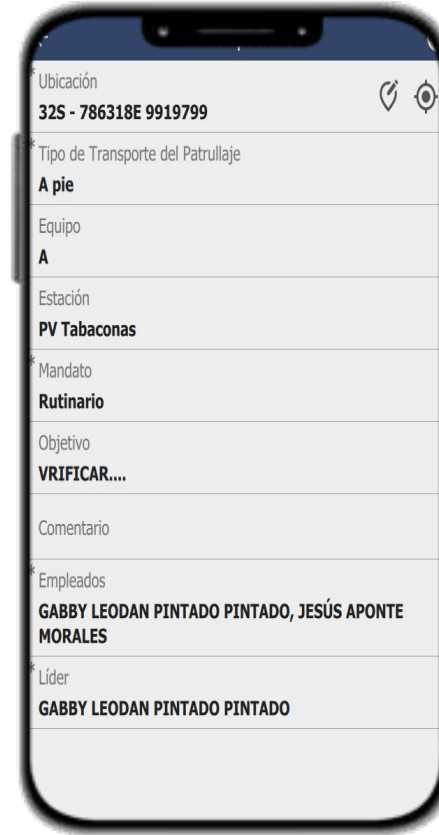 * Ubicación
32S - 786318E 9919799
* Tipo de Transporte del Patrullaje
A pie
Equipo
A
Estación
PV Tabaconas
* Mandato
Rutinario
Objetivo
VRIFICAR....
Comentario
* Empleados
GABBY LEODAN PINTADO PINTADO, JESÚS APONTE
MORALES
* Líder
GABBY LEODAN PINTADO PINTADO